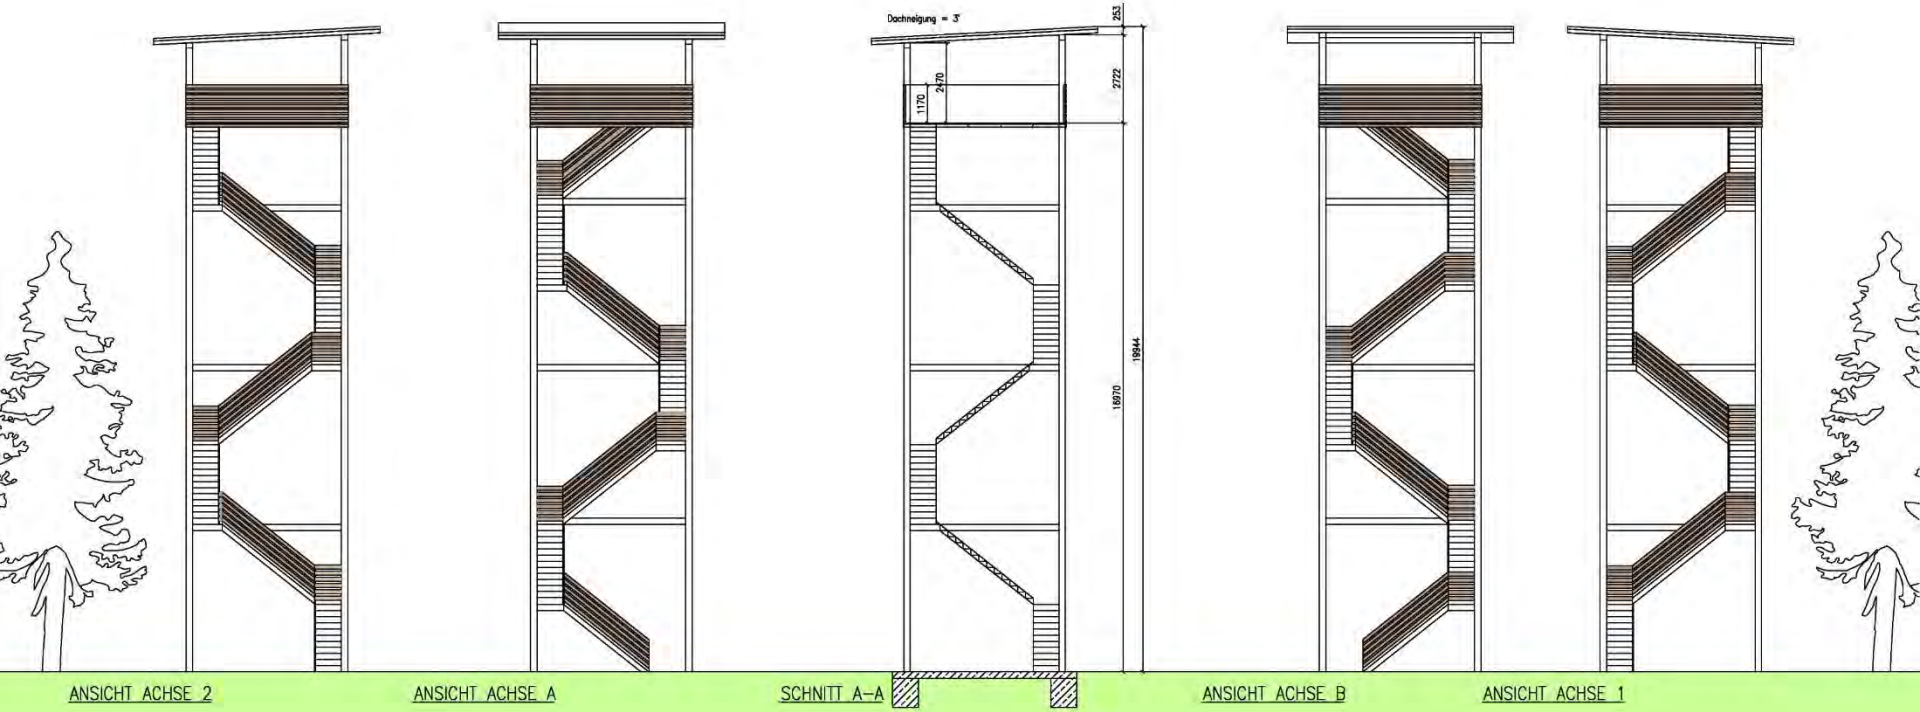 Dachneigung = 3°
253
2722
2470
1170
19944
16970
ANSICHT ACHSE 2
ANSICHT ACHSE A
SCHNITT A-A
ANSICHT ACHSE B
ANSICHT ACHSE 1